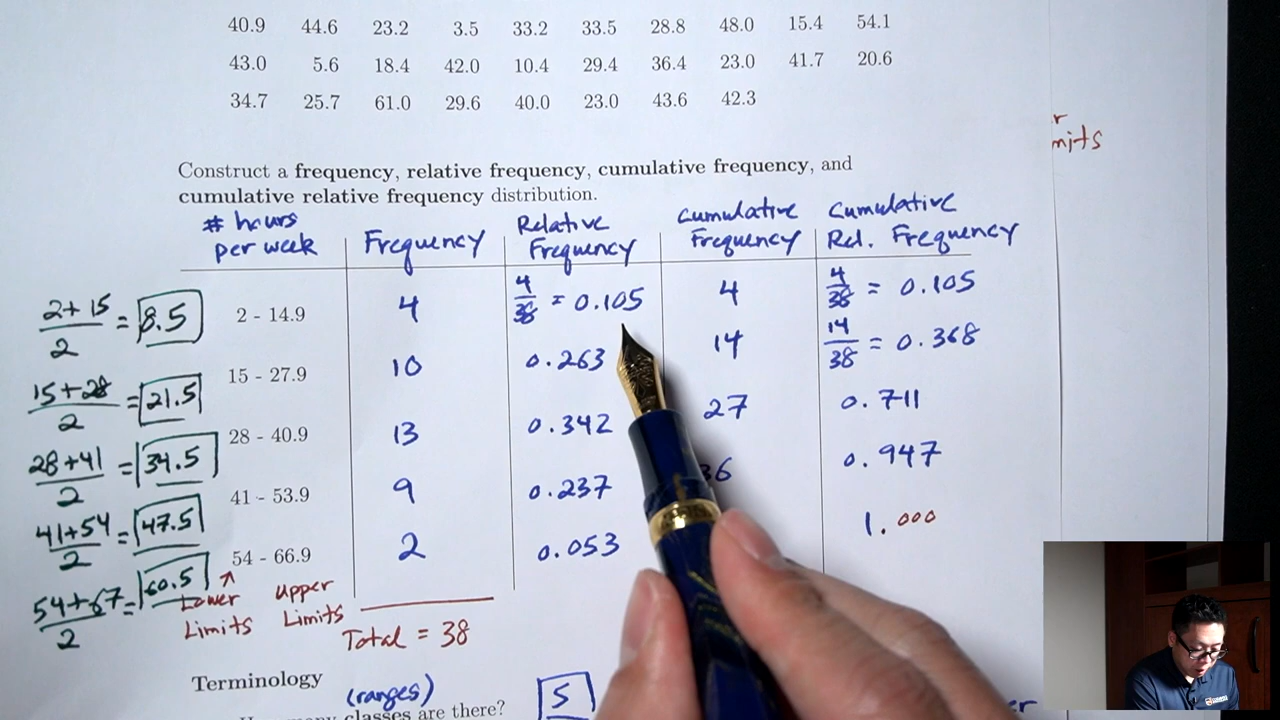 40.9 44.6 23.2 3.5 33.2 33.5 28.8 48.0 15.4 54.1
43.0 5.6 18.4 42.0 10.4 29.4 36.4 23.0 41.7 20.6
34.7 25.7 61.0 29.6 40.0 23.0 43.6 42.3
mits
Construct a frequency, relative frequency, cumulative frequency, and
cumulative relative frequency distribution.
# hours per week Frequency Relative Frequency Cumulative Frequency Cumulative Rel. Frequency
2+15/2 = 8.5 2 - 14.9 4 4/38 = 0.105 4 4/38 = 0.105
15+28/2 = 21.5 15 - 27.9 10 0.263 14 14/38 = 0.368
28+41/2 = 34.5 28 - 40.9 13 0.342 27 0.711
41+54/2 = 47.5 41 - 53.9 9 0.237 36 0.947
54+67/2 = 60.5 54 - 66.9 2 0.053 1.000
Lower Limits Upper Limits
Total = 38
Terminology
(ranges)
classes are there? 5